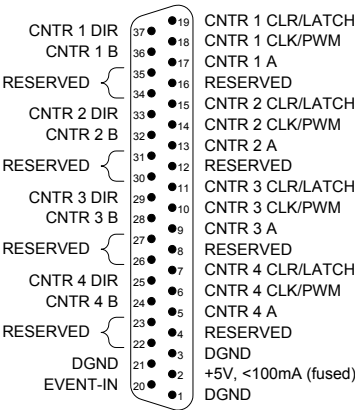 37 CNTR 1 DIR
36 CNTR 1 B
35
RESERVED
34
33 CNTR 2 DIR
32 CNTR 2 B
31
RESERVED
30
29 CNTR 3 DIR
28 CNTR 3 B
27
RESERVED
26
25 CNTR 4 DIR
24 CNTR 4 B
23
RESERVED
22
21 DGND
20 EVENT-IN
19 CNTR 1 CLR/LATCH
18 CNTR 1 CLK/PWM
17 CNTR 1 A
16 RESERVED
15 CNTR 2 CLR/LATCH
14 CNTR 2 CLK/PWM
13 CNTR 2 A
12 RESERVED
11 CNTR 3 CLR/LATCH
10 CNTR 3 CLK/PWM
9 CNTR 3 A
8 RESERVED
7 CNTR 4 CLR/LATCH
6 CNTR 4 CLK/PWM
5 CNTR 4 A
4 RESERVED
3 DGND
2 +5V, <100mA (fused)
1 DGND